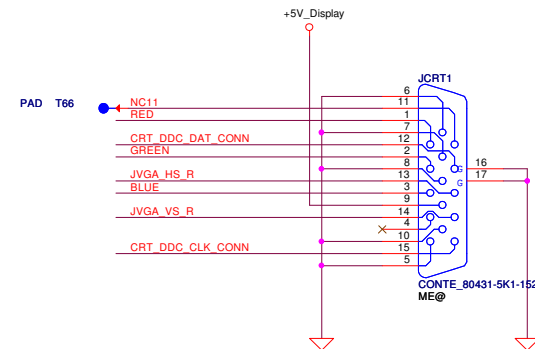 +5V_Display
JCRT1
6
PAD T66
NC11
11
RED
1
7
CRT_DDC_DAT_CONN
12
GREEN
2
8
G
16
JVGA_HS_R
13
G
17
BLUE
3
9
JVGA_VS_R
14
4
10
CRT_DDC_CLK_CONN
15
5
CONTE_80431-5K1-152
ME@